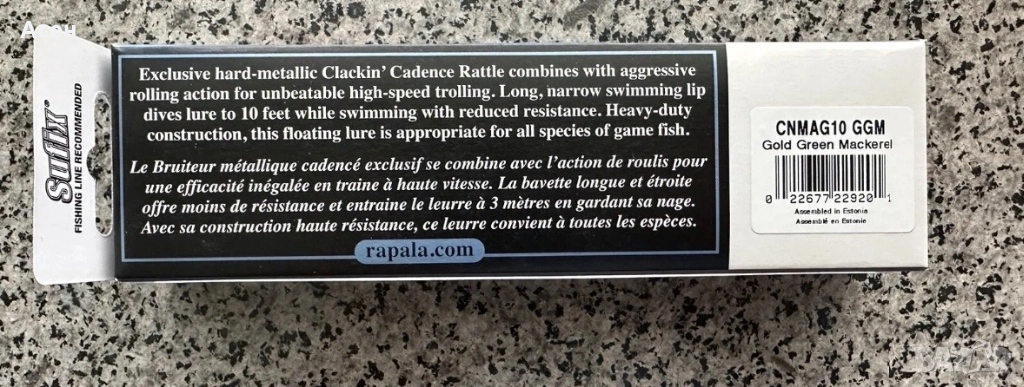 Sufix
FISHING LINE RECOMMENDED
Exclusive hard-metallic Clackin' Cadence Rattle combines with aggressive
rolling action for unbeatable high-speed trolling. Long, narrow swimming lip
dives lure to 10 feet while swimming with reduced resistance. Heavy-duty
construction, this floating lure is appropriate for all species of game fish.
Le Bruiteur métallique cadencé exclusif se combine avec l'action de roulis pour
une efficacité inégalée en traine à haute vitesse. La bavette longue et étroite
offre moins de résistance et entraine le leurre à 3 mètres en gardant sa nage.
Avec sa construction haute résistance, ce leurre convient à toutes les espèces.
rapala.com
CNMAG10 GGM
Gold Green Mackerel
0 22677 22920 1
Assembled in Estonia
Assemblé en Estonie